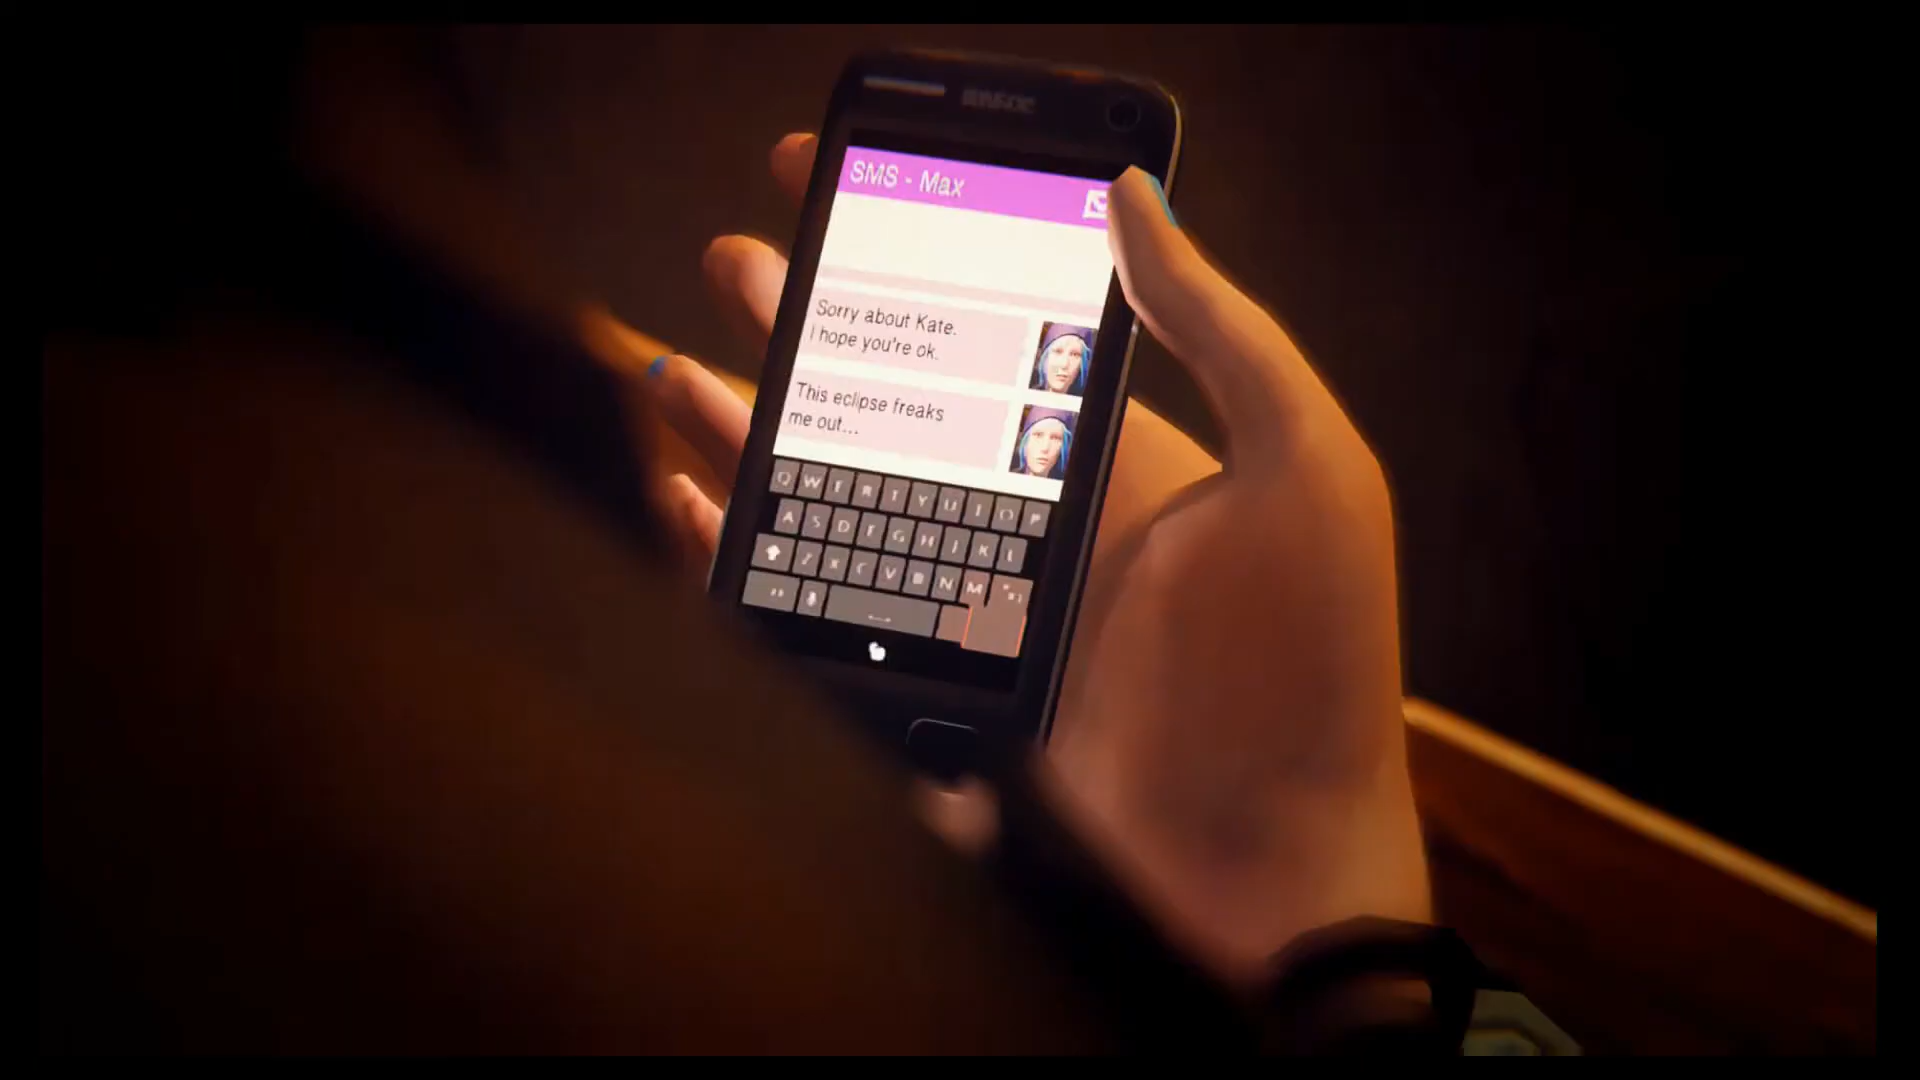 SMS - Max
Sorry about Kate.
I hope you're ok.
This eclipse freaks
me out...
Q W E R T Y U I O P
A S D F G H J K L
Z X C V B N M